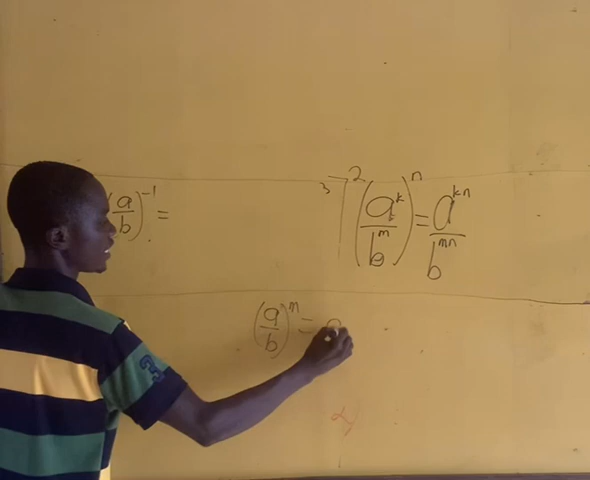 (a/b)^-1 =
3
2. (a^k/b^m)^n = a^kn/b^mn
(a/b)^n = a